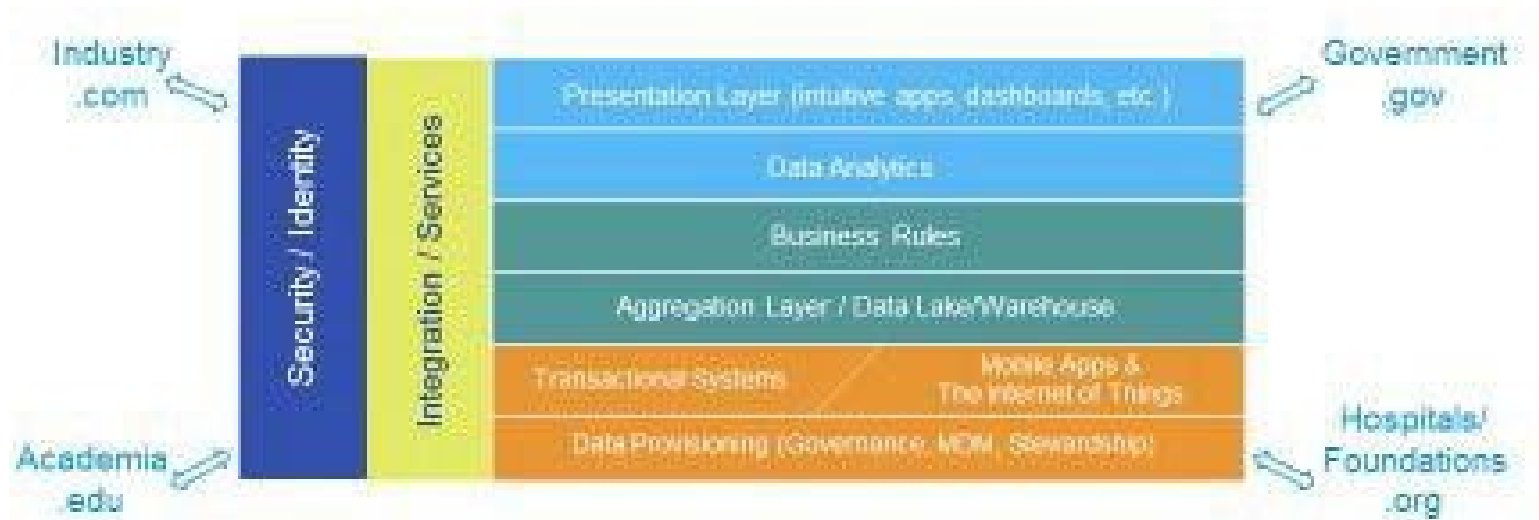 Industry
.com
Government
.gov
Security / Identity
Integration / Services
Presentation Layer (intuitive apps, dashboards, etc.)
Data Analytics
Business Rules
Aggregation Layer / Data Lake/Warehouse
Transactional Systems
Mobile Apps &
The Internet of Things
Data Provisioning (Governance, MDM, Stewardship)
Academia
.edu
Hospitals/
Foundations
.org